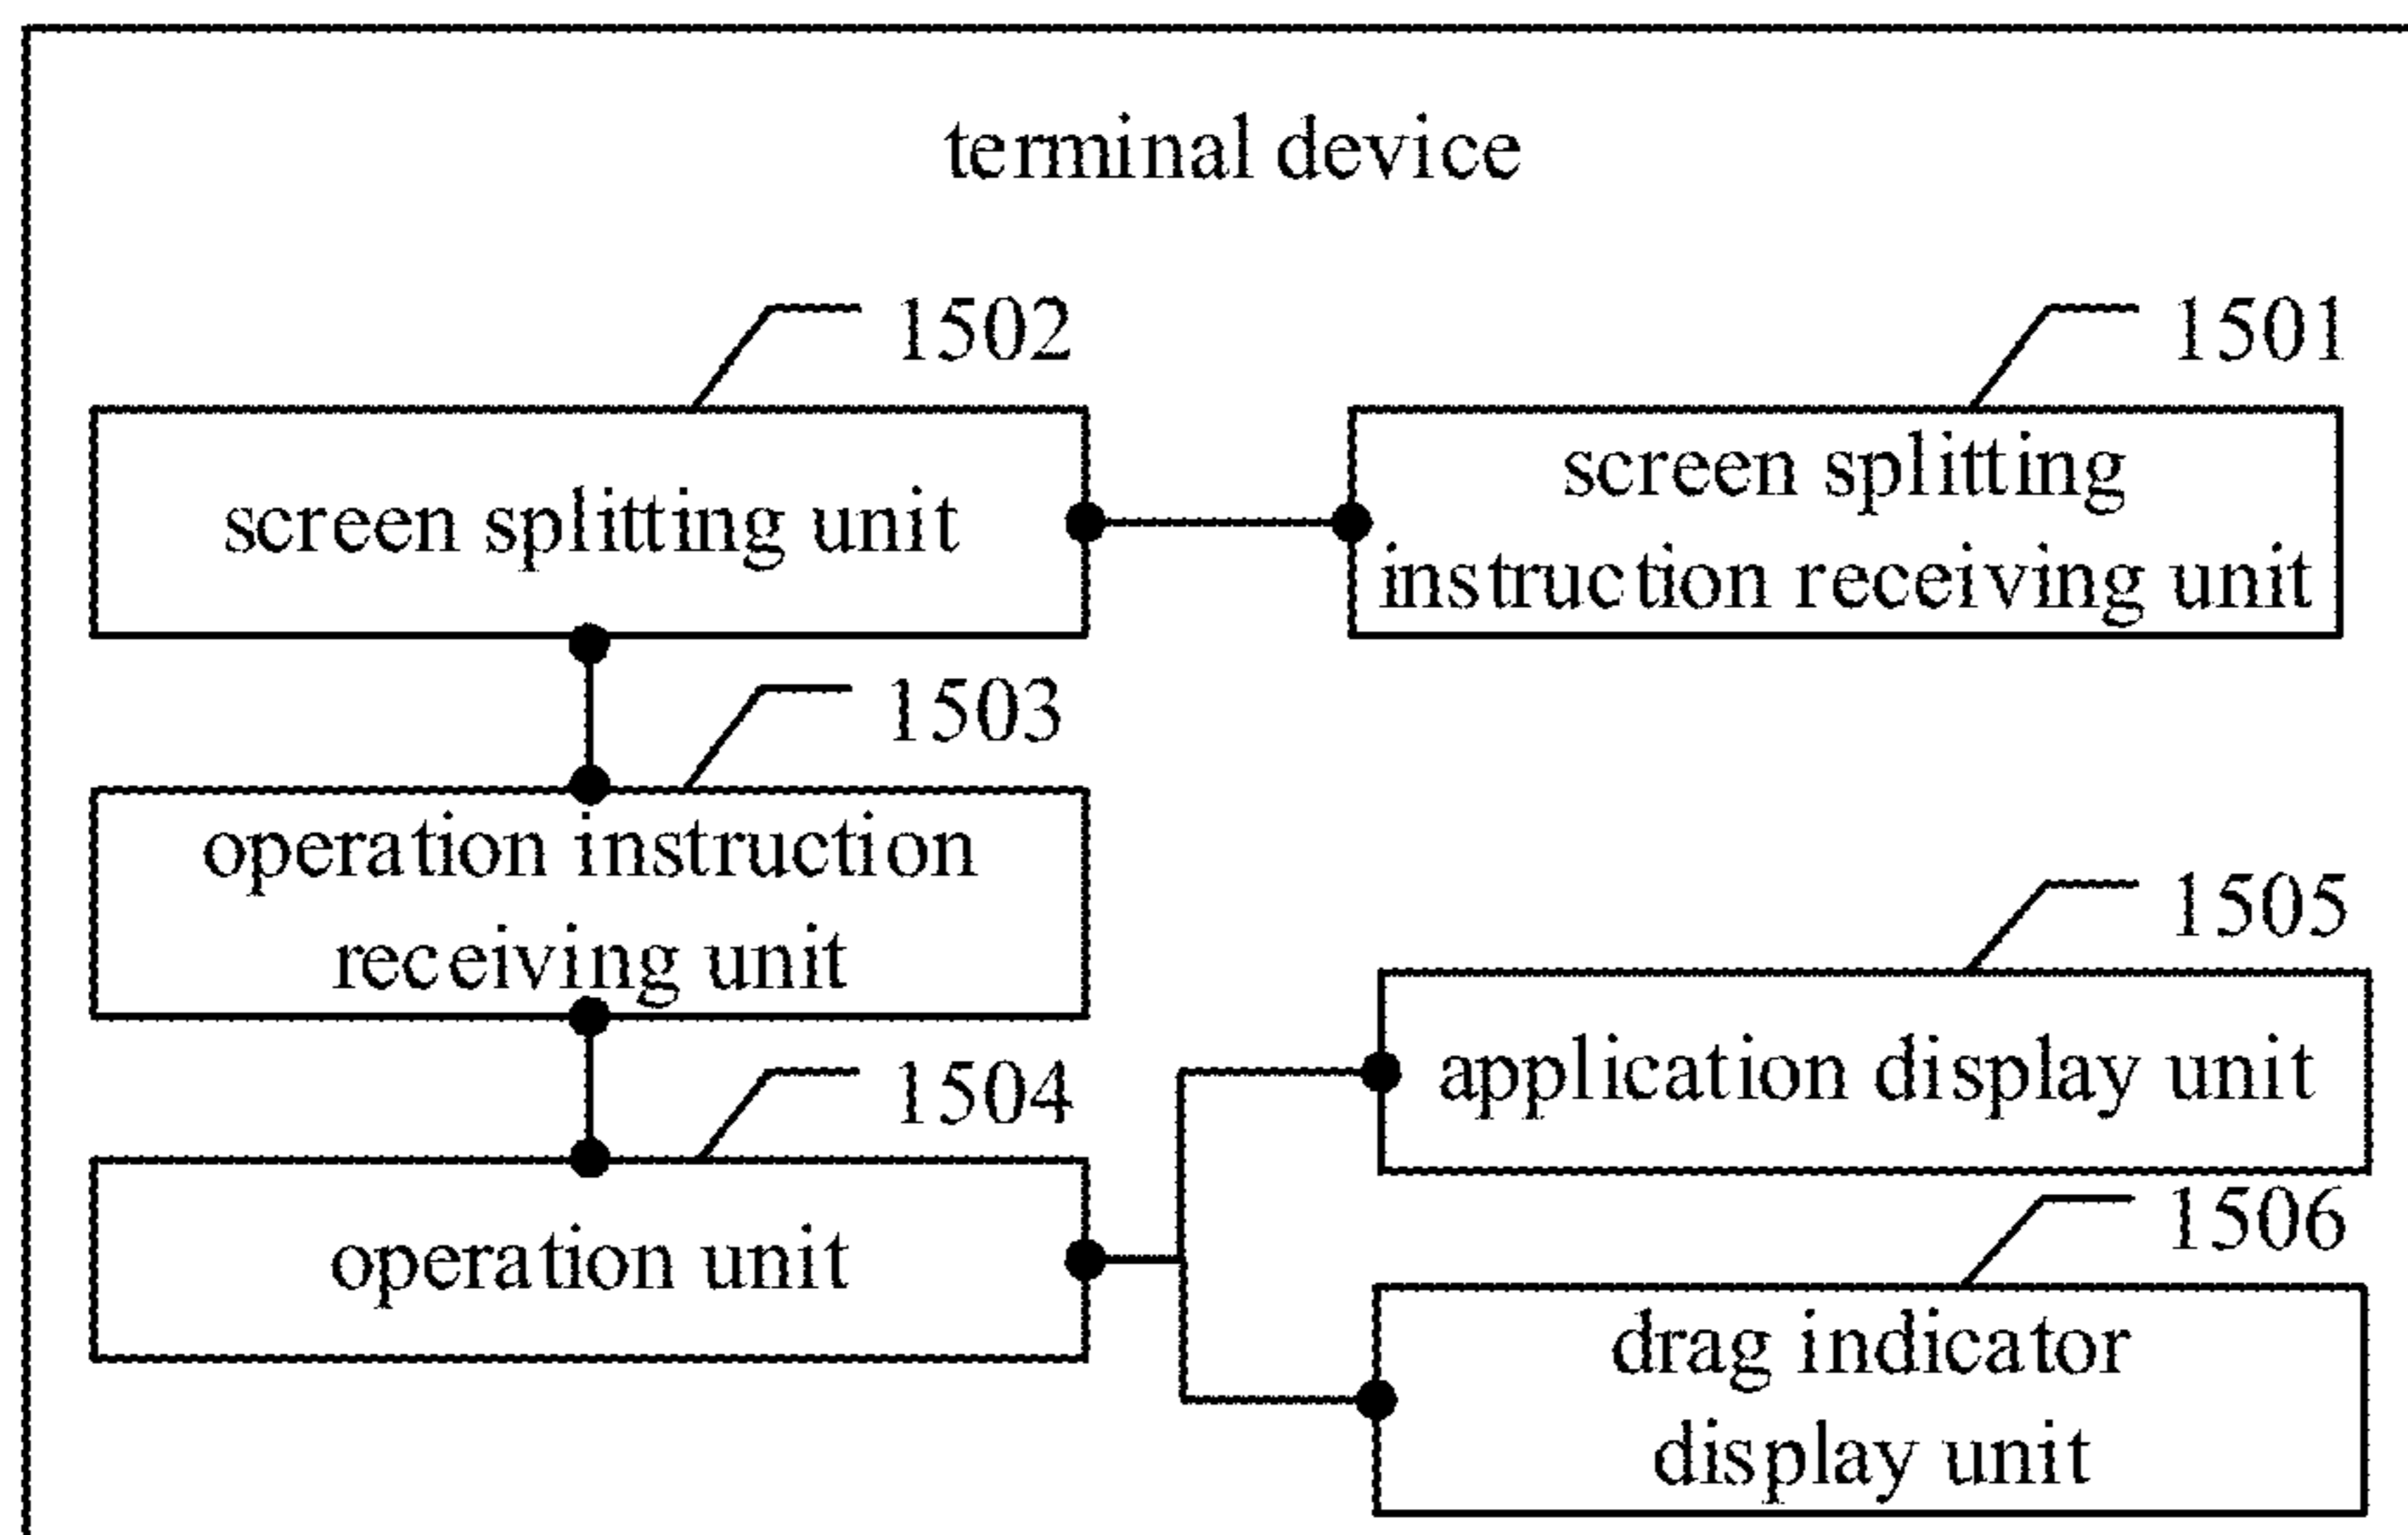 terminal device
1502
1501
screen splitting unit
screen splitting
instruction receiving unit
1503
operation instruction
receiving unit
1505
application display unit
1504
operation unit
1506
drag indicator
display unit